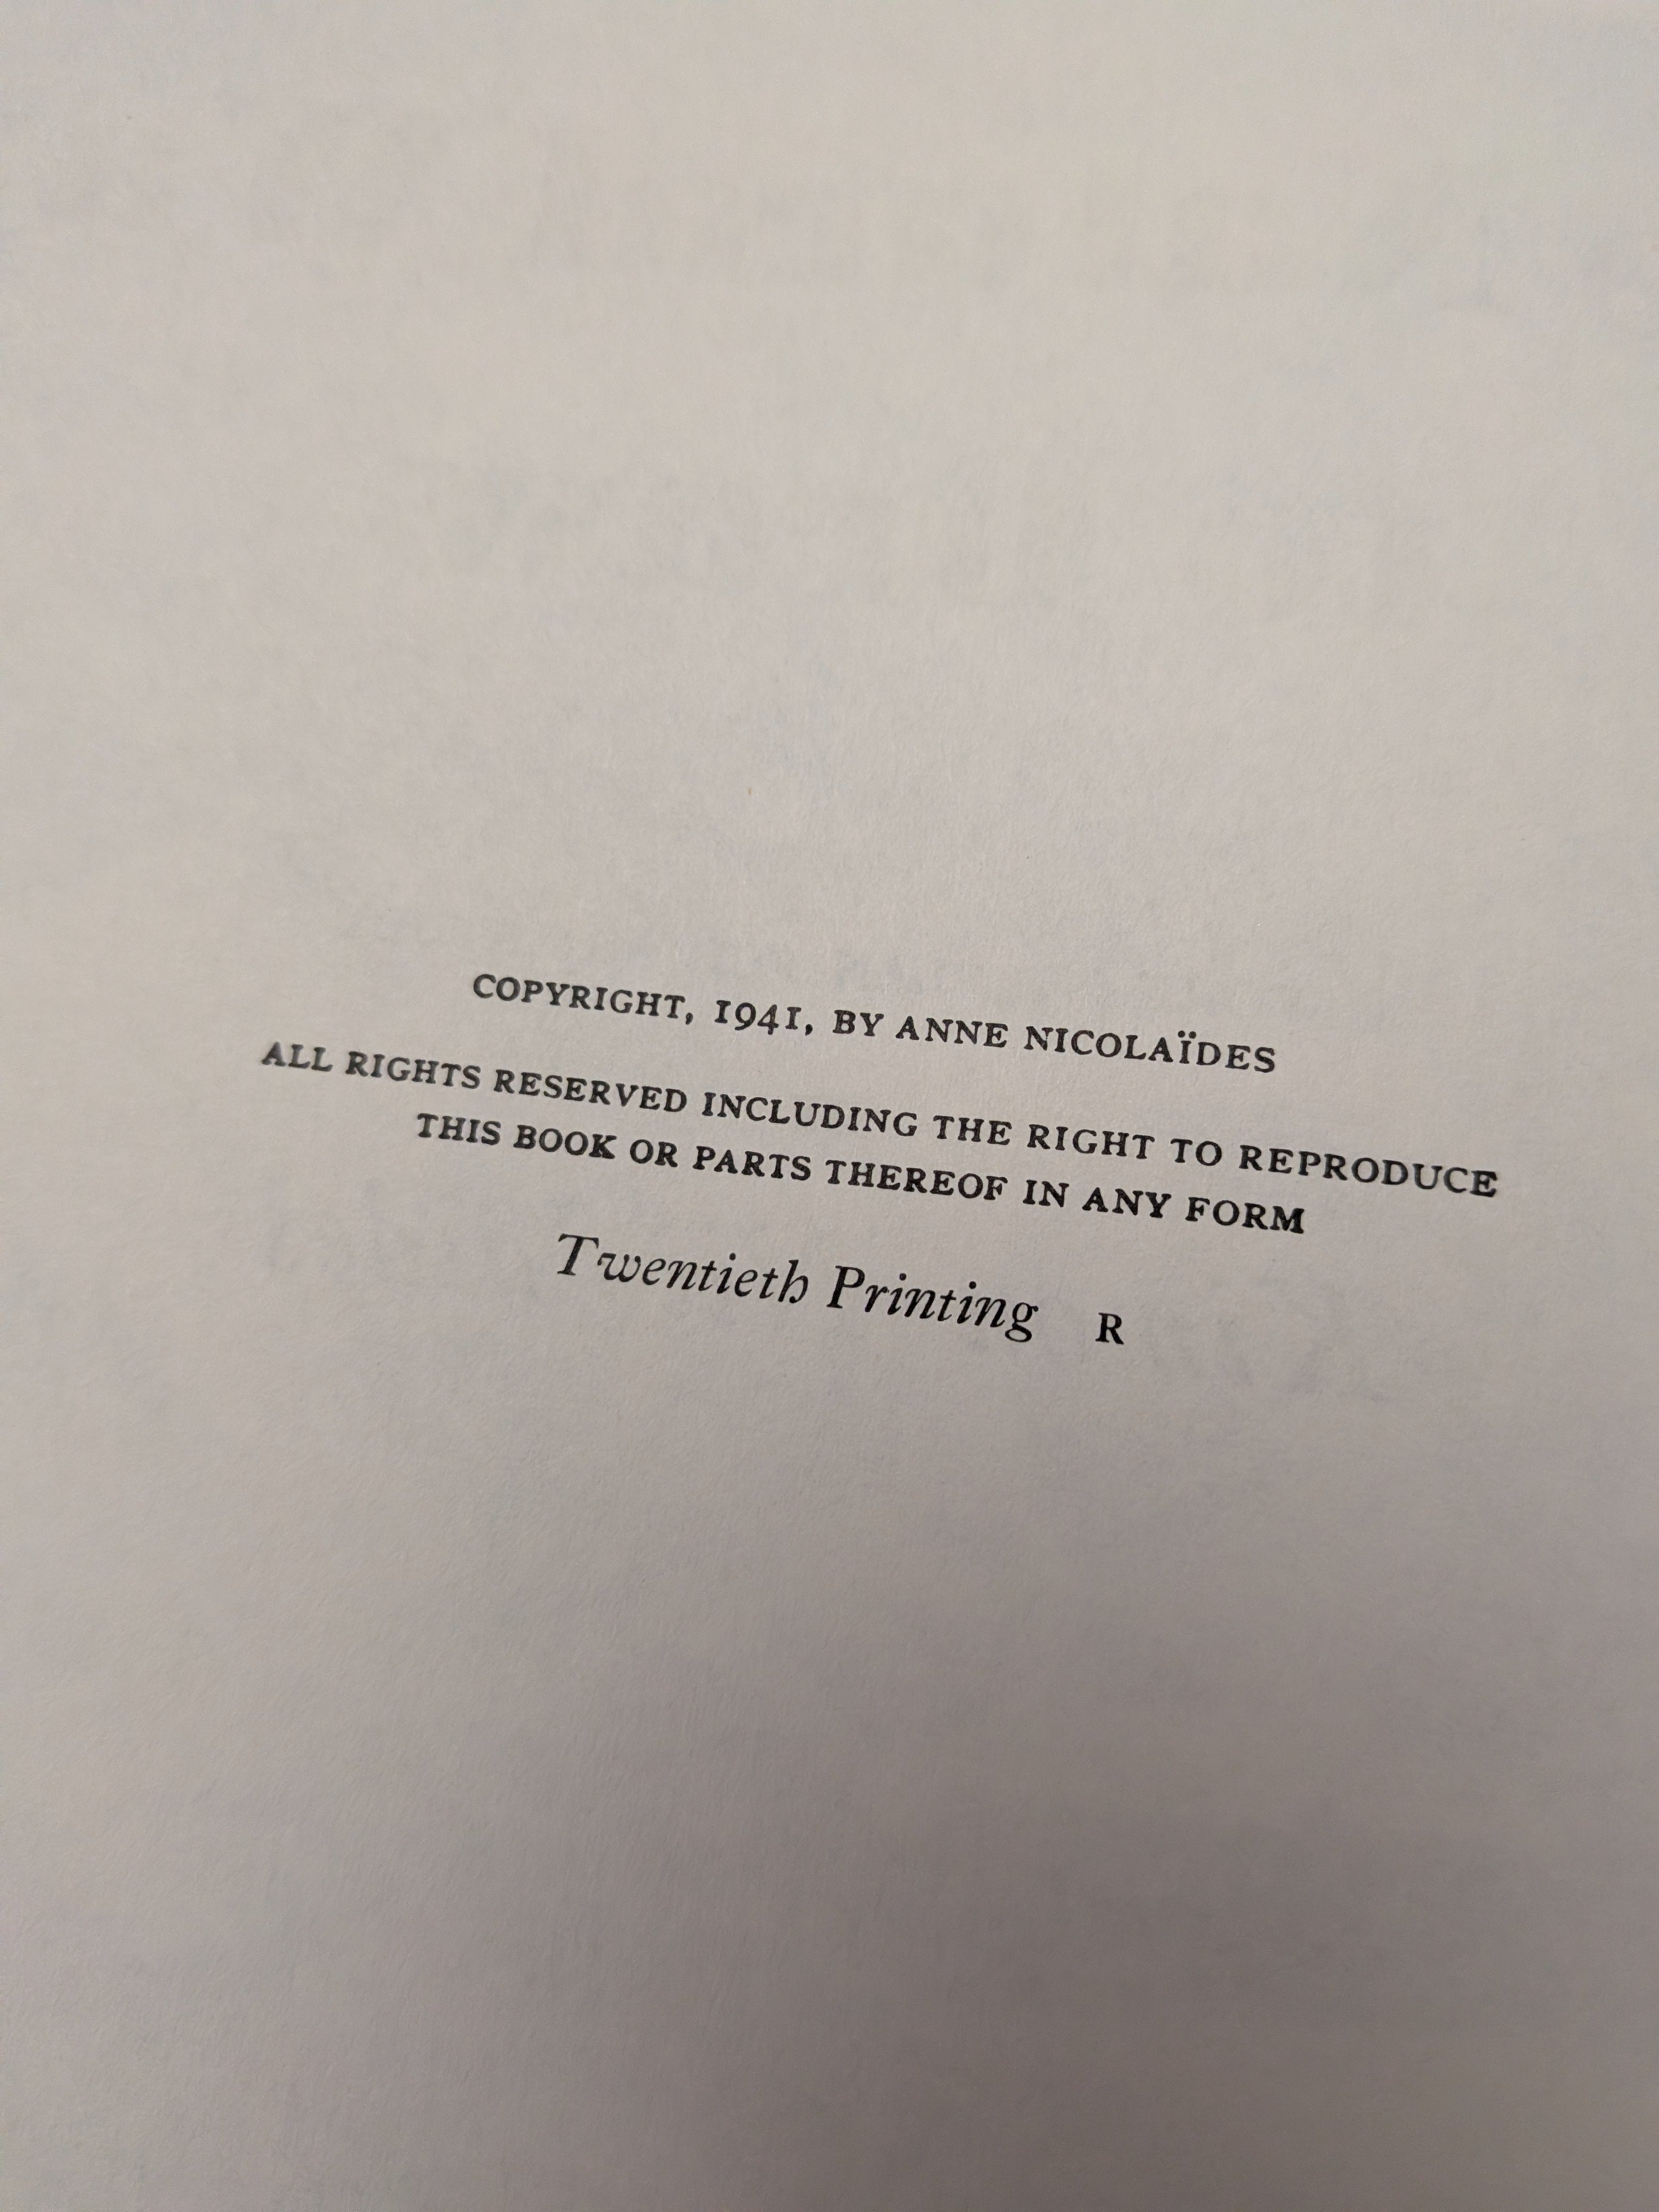 COPYRIGHT, 1941, BY ANNE NICOLAÏDES
ALL RIGHTS RESERVED INCLUDING THE RIGHT TO REPRODUCE
THIS BOOK OR PARTS THEREOF IN ANY FORM
Twentieth Printing R